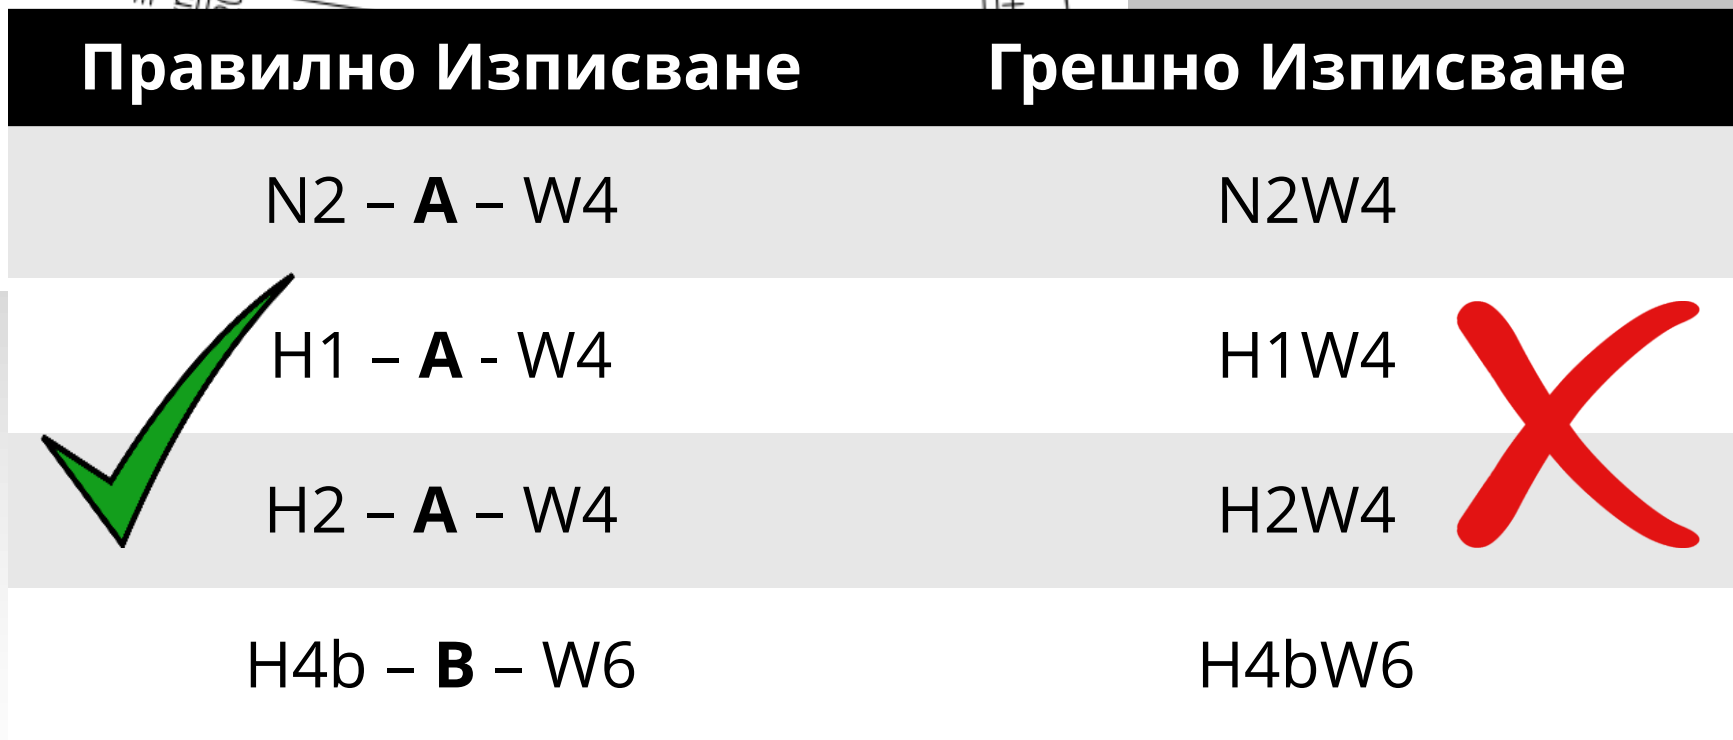 Правилно Изписване Грешно Изписване
N2 – A – W4 N2W4
H1 – A - W4 H1W4
H2 – A – W4 H2W4
H4b – B – W6 H4bW6